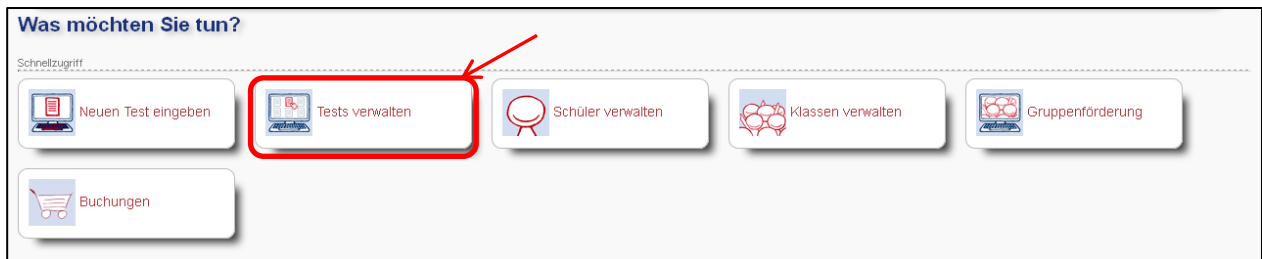 Was möchten Sie tun?
Schnellzugriff
Neuen Test eingeben
Tests verwalten
Schüler verwalten
Klassen verwalten
Gruppenförderung
Buchungen